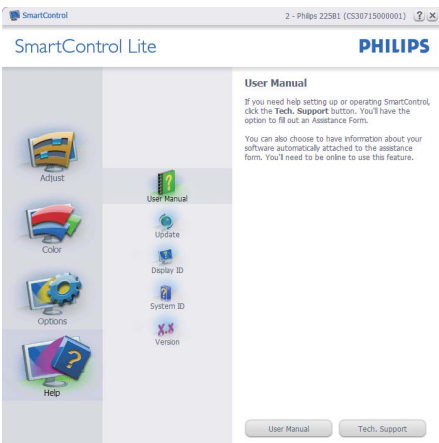 SmartControl
2 - Philips 225B1 (CS30715000001)
?
X
SmartControl Lite
PHILIPS
Adjust
Color
Options
Help
User Manual
Update
Display ID
System ID
X.X
Version
User Manual
If you need help setting up or operating SmartControl,
click the Tech. Support button. You'll have the
option to fill out an Assistance Form.
You can also choose to have information about your
software automatically attached to the assistance
form. You'll need to be online to use this feature.
User Manual
Tech. Support